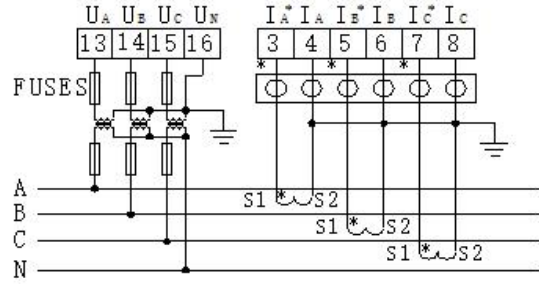 UA UB UC UN IA* IA IB* IB IC* IC
13 14 15 16 3 4 5 6 7 8
* * *
FUSES
A
S1 * S2
B
S1 * S2
C
S1 * S2
N